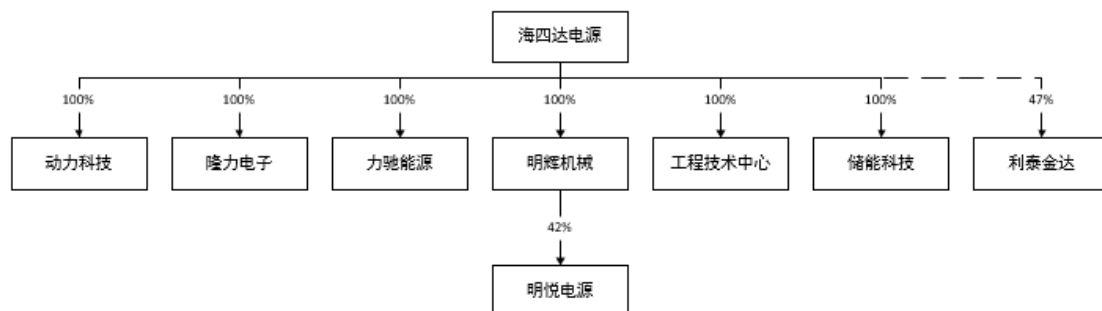 海四达电源
100% 100% 100% 100% 100% 100% 47%
动力科技 隆力电子 力驰能源 明辉机械 工程技术中心 储能科技 利泰金达
42%
明悦电源